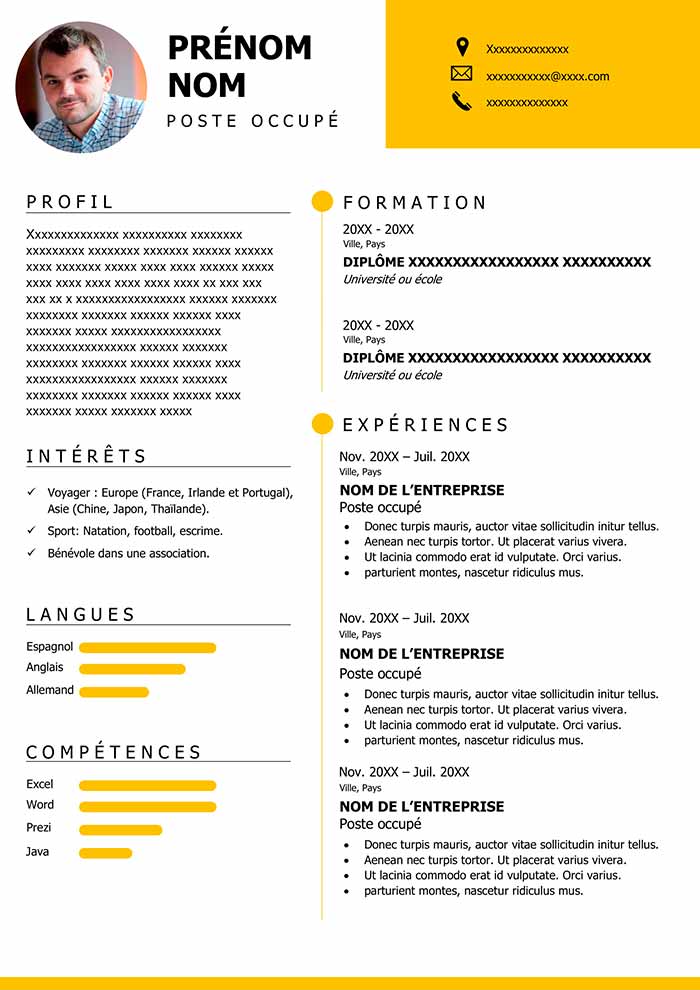 PRÉNOM
NOM
POSTE OCCUPÉ
Xxxxxxxxxxxxxx
xxxxxxxxxxx@xxxx.com
xxxxxxxxxxxxxx
PROFIL
Xxxxxxxxxxxxxx xxxxxxxxxx xxxxxxxx
xxxxxxxxx xxxxxxxx xxxxxxx xxxxxx xxxxxx
xxxx xxxxxxx xxxxx xxxx xxxxxx xxxxxx
xxxx xxxx xxxx xxxx xxxx xxxx xx xxx xxx
xxx xx x xxxxxxxxxxxxxxxxx xxxxxx xxxxxxx
xxxxxxxx xxxxxxxxx xxxxxx xxxxxx xxxx
xxxxxxx xxxxx xxxxxxxxxxxxxxxxx
xxxxxxxxxxxxxxxxxx xxxxxx xxxxxxx
xxxxxxxx xxxxxxxxx xxxxxx xxxxxx xxxx
xxxxxxxxxxxxxxxxxx xxxxxx xxxxxxx
xxxxxxxx xxxxxxxxx xxxxxx xxxxxx xxxx
xxxxxxx xxxxx xxxxxxx xxxxx
INTÉRÊTS
✓ Voyager : Europe (France, Irlande et Portugal),
Asie (Chine, Japon, Thaïlande).
✓ Sport: Natation, football, escrime.
✓ Bénévole dans une association.
LANGUES
Espagnol
Anglais
Allemand
COMPÉTENCES
Excel
Word
Prezi
Java
FORMATION
20XX - 20XX
Ville, Pays
DIPLÔME XXXXXXXXXXXXXXXXX XXXXXXXXXX
Université ou école
20XX - 20XX
Ville, Pays
DIPLÔME XXXXXXXXXXXXXXXXX XXXXXXXXXX
Université ou école
EXPÉRIENCES
Nov. 20XX – Juil. 20XX
Ville, Pays
NOM DE L’ENTREPRISE
Poste occupé
• Donec turpis mauris, auctor vitae sollicitudin initur tellus.
• Aenean nec turpis tortor. Ut placerat varius vivera.
• Ut lacinia commodo erat id vulputate. Orci varius.
• parturient montes, nascetur ridiculus mus.
Nov. 20XX – Juil. 20XX
Ville, Pays
NOM DE L’ENTREPRISE
Poste occupé
• Donec turpis mauris, auctor vitae sollicitudin initur tellus.
• Aenean nec turpis tortor. Ut placerat varius vivera.
• Ut lacinia commodo erat id vulputate. Orci varius.
• parturient montes, nascetur ridiculus mus.
Nov. 20XX – Juil. 20XX
Ville, Pays
NOM DE L’ENTREPRISE
Poste occupé
• Donec turpis mauris, auctor vitae sollicitudin initur tellus.
• Aenean nec turpis tortor. Ut placerat varius vivera.
• Ut lacinia commodo erat id vulputate. Orci varius.
• parturient montes, nascetur ridiculus mus.